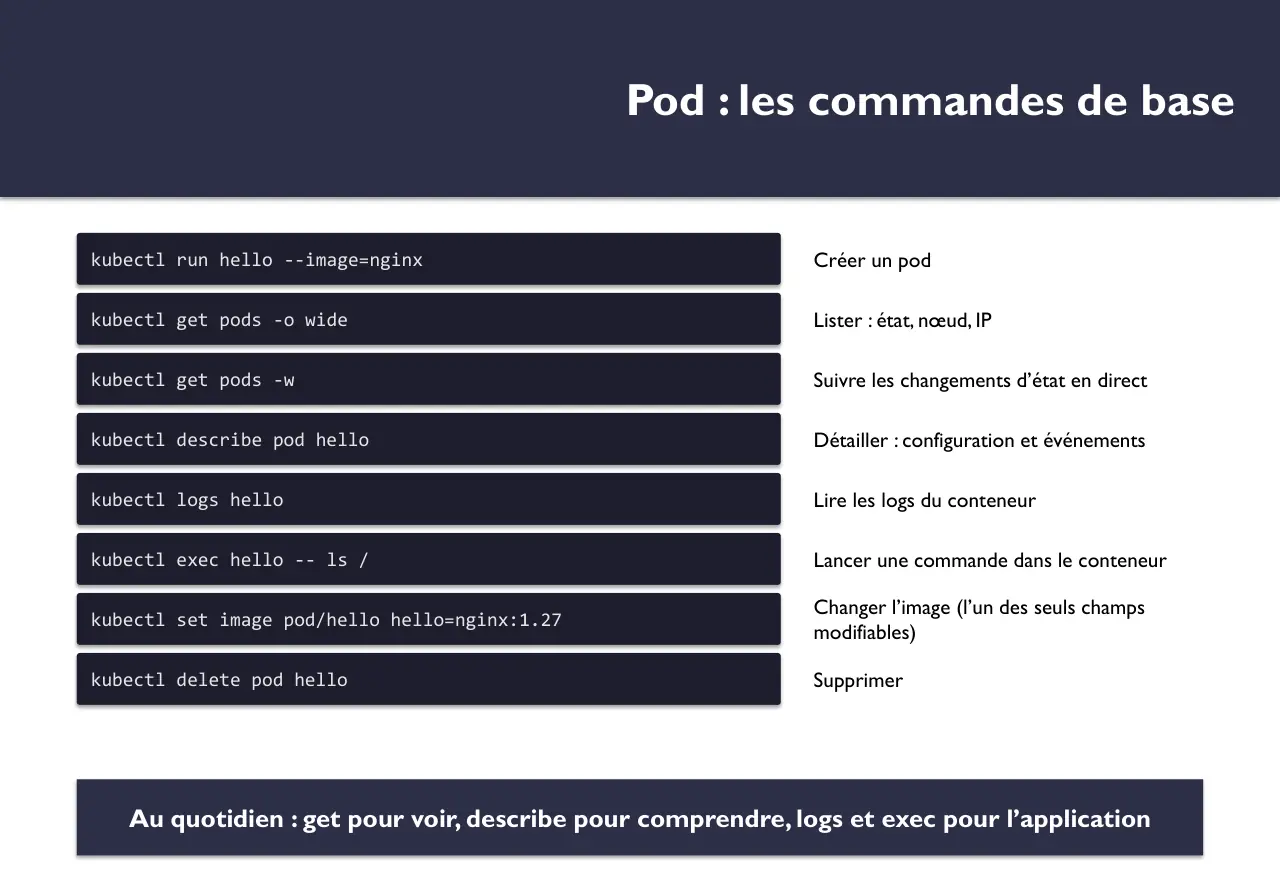 Pod : les commandes de base
kubectl run hello --image=nginx
Créer un pod
kubectl get pods -o wide
Lister : état, nœud, IP
kubectl get pods -w
Suivre les changements d’état en direct
kubectl describe pod hello
Détailler : configuration et événements
kubectl logs hello
Lire les logs du conteneur
kubectl exec hello -- ls /
Lancer une commande dans le conteneur
kubectl set image pod/hello hello=nginx:1.27
Changer l’image (l’un des seuls champs
modifiables)
kubectl delete pod hello
Supprimer
Au quotidien : get pour voir, describe pour comprendre, logs et exec pour l’application